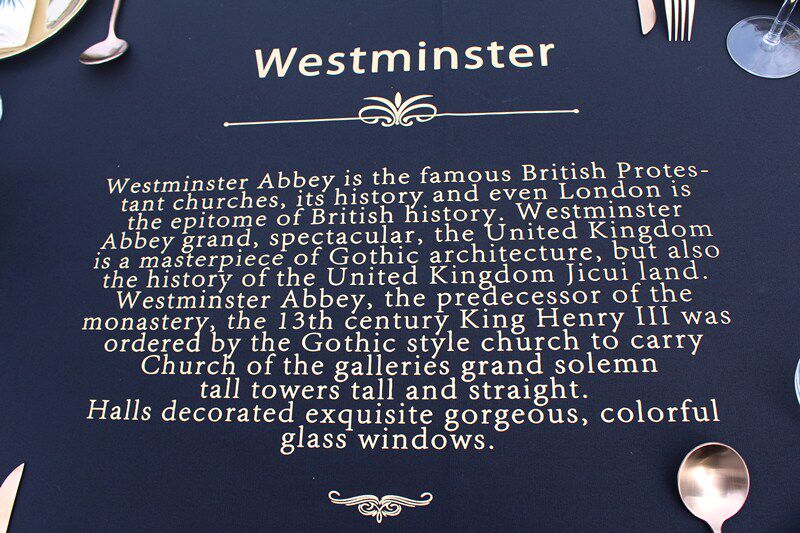 Westminster
Westminster Abbey is the famous British Protes-
tant churches, its history and even London is
the epitome of British history. Westminster
Abbey grand, spectacular, the United Kingdom
is a masterpiece of Gothic architecture, but also
the history of the United Kingdom Jicui land.
Westminster Abbey, the predecessor of the
monastery, the 13th century King Henry III was
ordered by the Gothic style church to carry
Church of the galleries grand solemn
tall towers tall and straight.
Halls decorated exquisite gorgeous, colorful
glass windows.